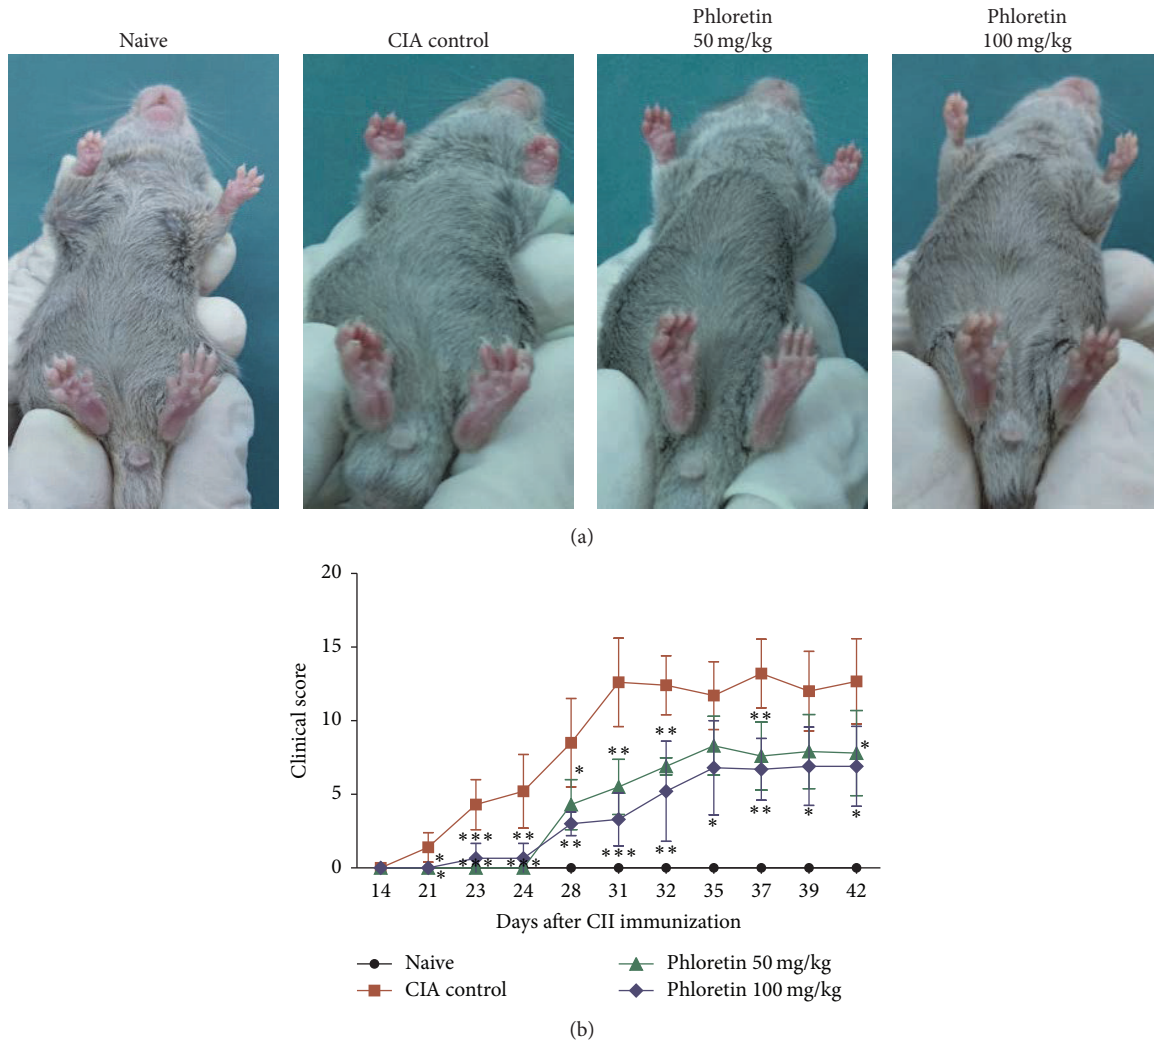 Naive
CIA control
Phloretin
50 mg/kg
Phloretin
100 mg/kg
(a)
20
15
10
5
0
Clinical score
**
**
**
*
*
***
**
*
*
***
***
**
***
**
*
**
*
*
14 21 23 24 28 31 32 35 37 39 42
Days after CII immunization
Naive
CIA control
Phloretin 50 mg/kg
Phloretin 100 mg/kg
(b)